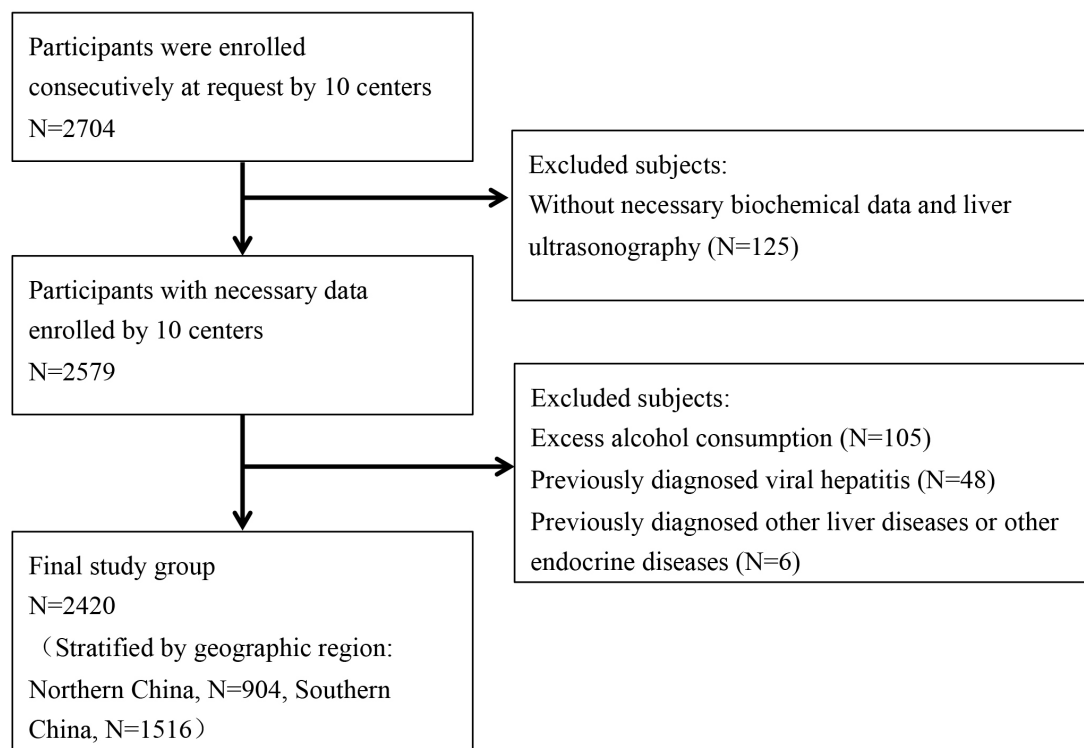 Participants were enrolled
consecutively at request by 10 centers
N=2704
Excluded subjects:
Without necessary biochemical data and liver
ultrasonography (N=125)
Participants with necessary data
enrolled by 10 centers
N=2579
Excluded subjects:
Excess alcohol consumption (N=105)
Previously diagnosed viral hepatitis (N=48)
Previously diagnosed other liver diseases or other
endocrine diseases (N=6)
Final study group
N=2420
（Stratified by geographic region:
Northern China, N=904, Southern
China, N=1516）